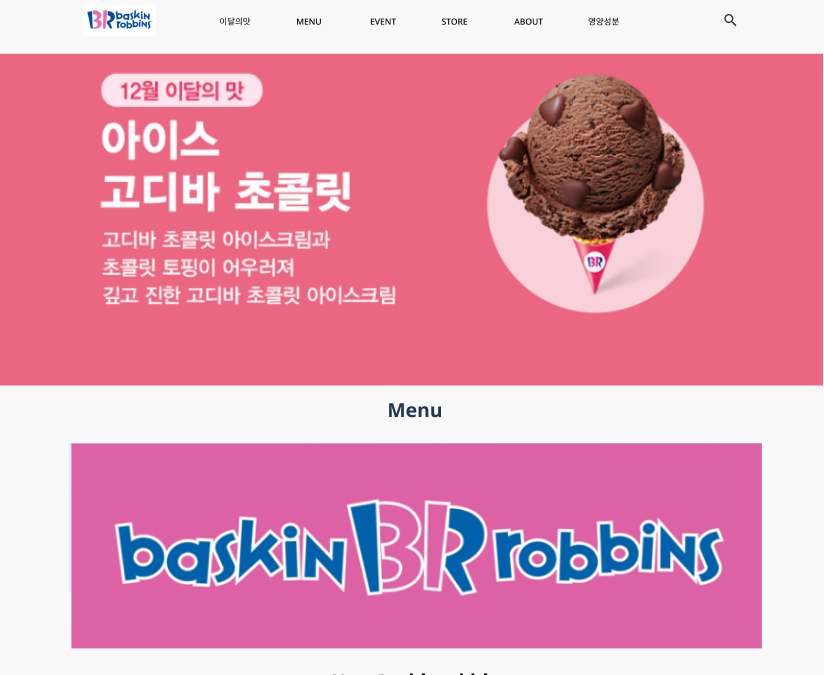 BR baskin robbins
이달의맛 MENU EVENT STORE ABOUT 영양성분
12월 이달의 맛
아이스
고디바 초콜릿
고디바 초콜릿 아이스크림과
초콜릿 토핑이 어우러져
깊고 진한 고디바 초콜릿 아이스크림
BR
Menu
baskin BR robbins